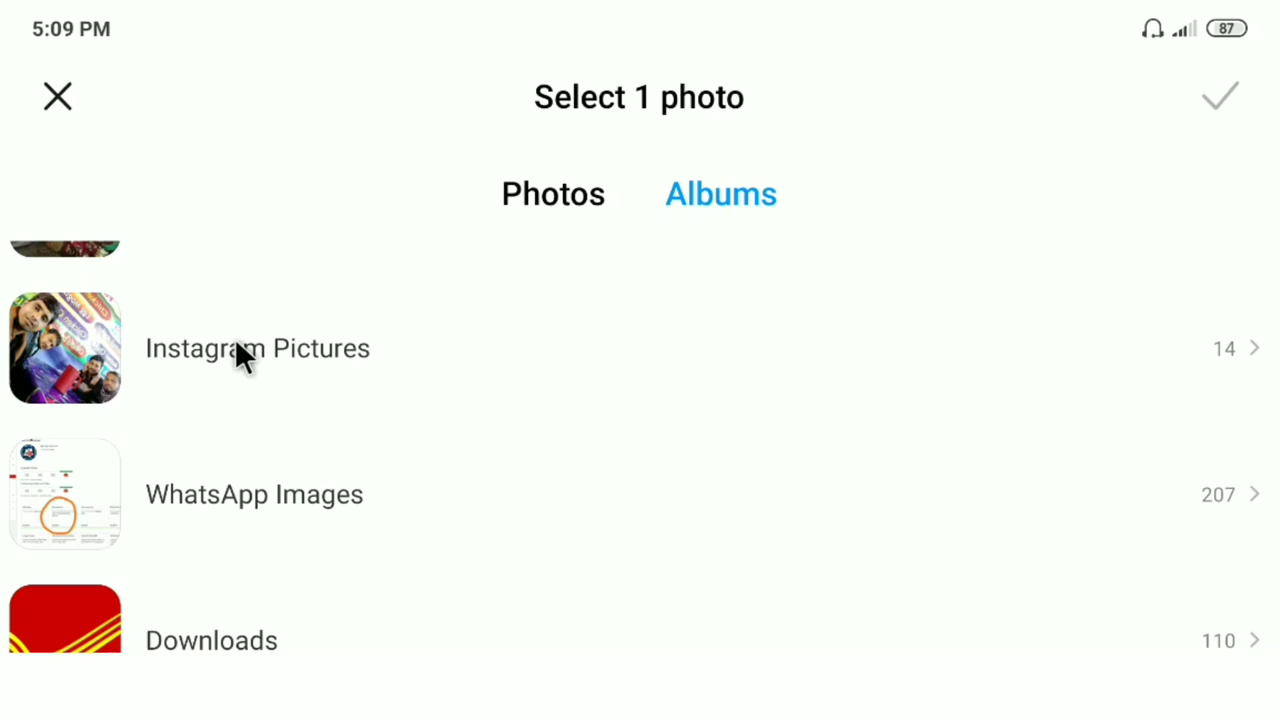 5:09 PM
87
Select 1 photo
Photos
Albums
Instagram Pictures
14
WhatsApp Images
207
Downloads
110